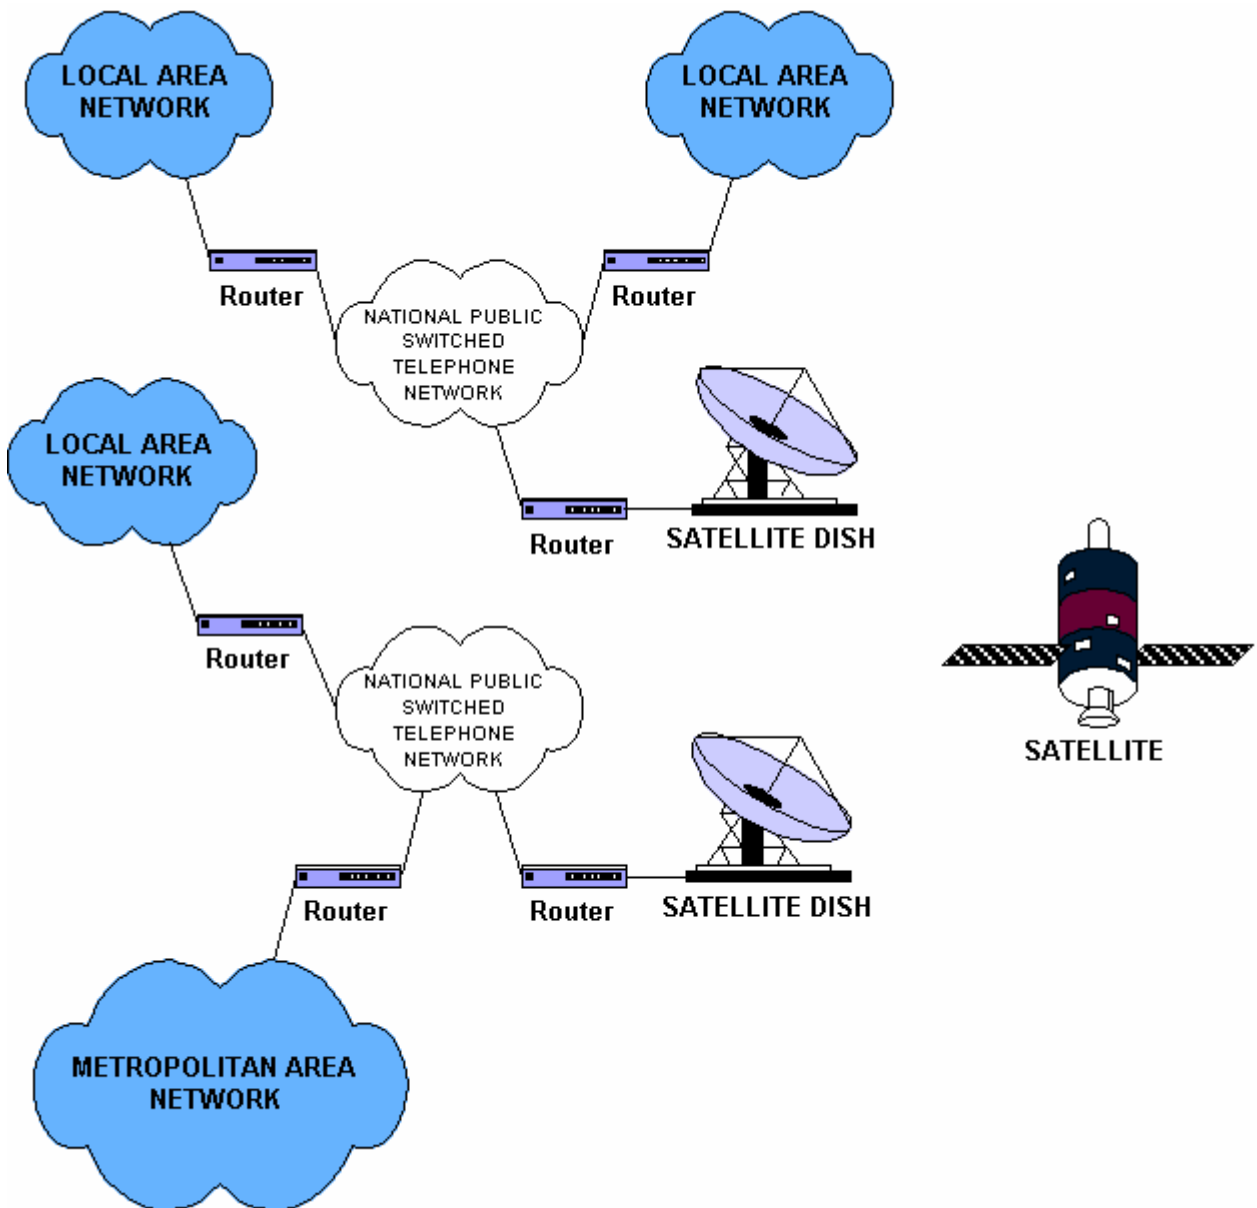 LOCAL AREA
NETWORK
LOCAL AREA
NETWORK
Router
Router
NATIONAL PUBLIC
SWITCHED
TELEPHONE
NETWORK
LOCAL AREA
NETWORK
Router
SATELLITE DISH
Router
NATIONAL PUBLIC
SWITCHED
TELEPHONE
NETWORK
SATELLITE
Router
Router
SATELLITE DISH
METROPOLITAN AREA
NETWORK